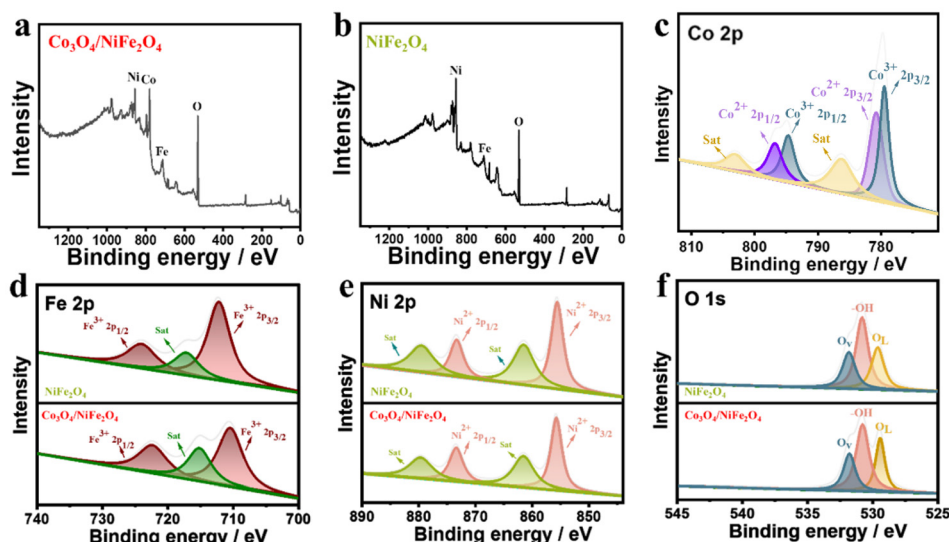 a
Co₃O₄/NiFe₂O₄
Ni
Co
Fe
O
Intensity
1200 1000 800 600 400 200 0
Binding energy / eV
b
NiFe₂O₄
Ni
Fe
O
Intensity
1200 1000 800 600 400 200 0
Binding energy / eV
c
Co 2p
Sat
Co²⁺ 2p₁/₂
Co³⁺ 2p₁/₂
Sat
Co²⁺ 2p₃/₂
Co³⁺ 2p₃/₂
Intensity
810 800 790 780
Binding energy / eV
d
Fe 2p
Fe³⁺ 2p₁/₂
Sat
Fe³⁺ 2p₃/₂
NiFe₂O₄
Co₃O₄/NiFe₂O₄
Fe³⁺ 2p₁/₂
Sat
Fe³⁺ 2p₃/₂
Intensity
740 730 720 710 700
Binding energy / eV
e
Ni 2p
Sat
Ni²⁺ 2p₁/₂
Sat
Ni²⁺ 2p₃/₂
NiFe₂O₄
Co₃O₄/NiFe₂O₄
Sat
Ni²⁺ 2p₁/₂
Sat
Ni²⁺ 2p₃/₂
Intensity
890 880 870 860 850
Binding energy / eV
f
O 1s
-OH
Oᵥ
O_L
NiFe₂O₄
Co₃O₄/NiFe₂O₄
-OH
Oᵥ
O_L
Intensity
545 540 535 530 525
Binding energy / eV